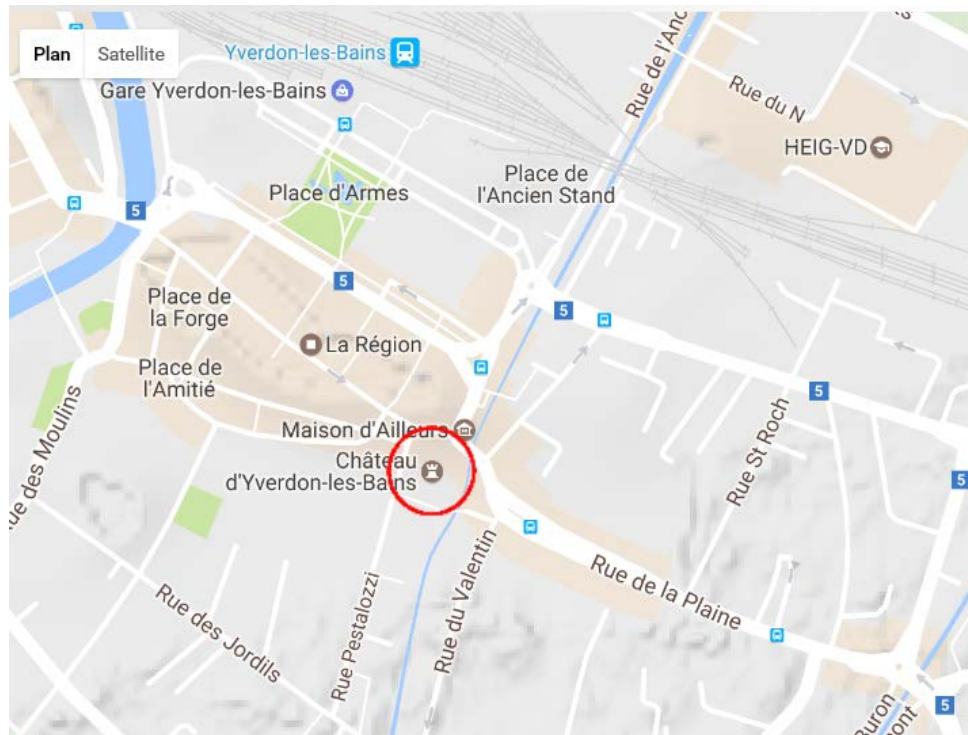 Plan
Satellite
Yverdon-les-Bains
Gare Yverdon-les-Bains
Rue de l'Anc
Rue du N
HEIG-VD
Place de
l'Ancien Stand
Place d'Armes
5
5
5
Place de
la Forge
La Région
Place de
l'Amitié
5
Maison d'Ailleurs
Château
d'Yverdon-les-Bains
Rue St Roch
5
ue des Moulins
Rue de la Plaine
Rue du Valentin
Rue Pestalozzi
Rue des Jordils
5
Buron
mont